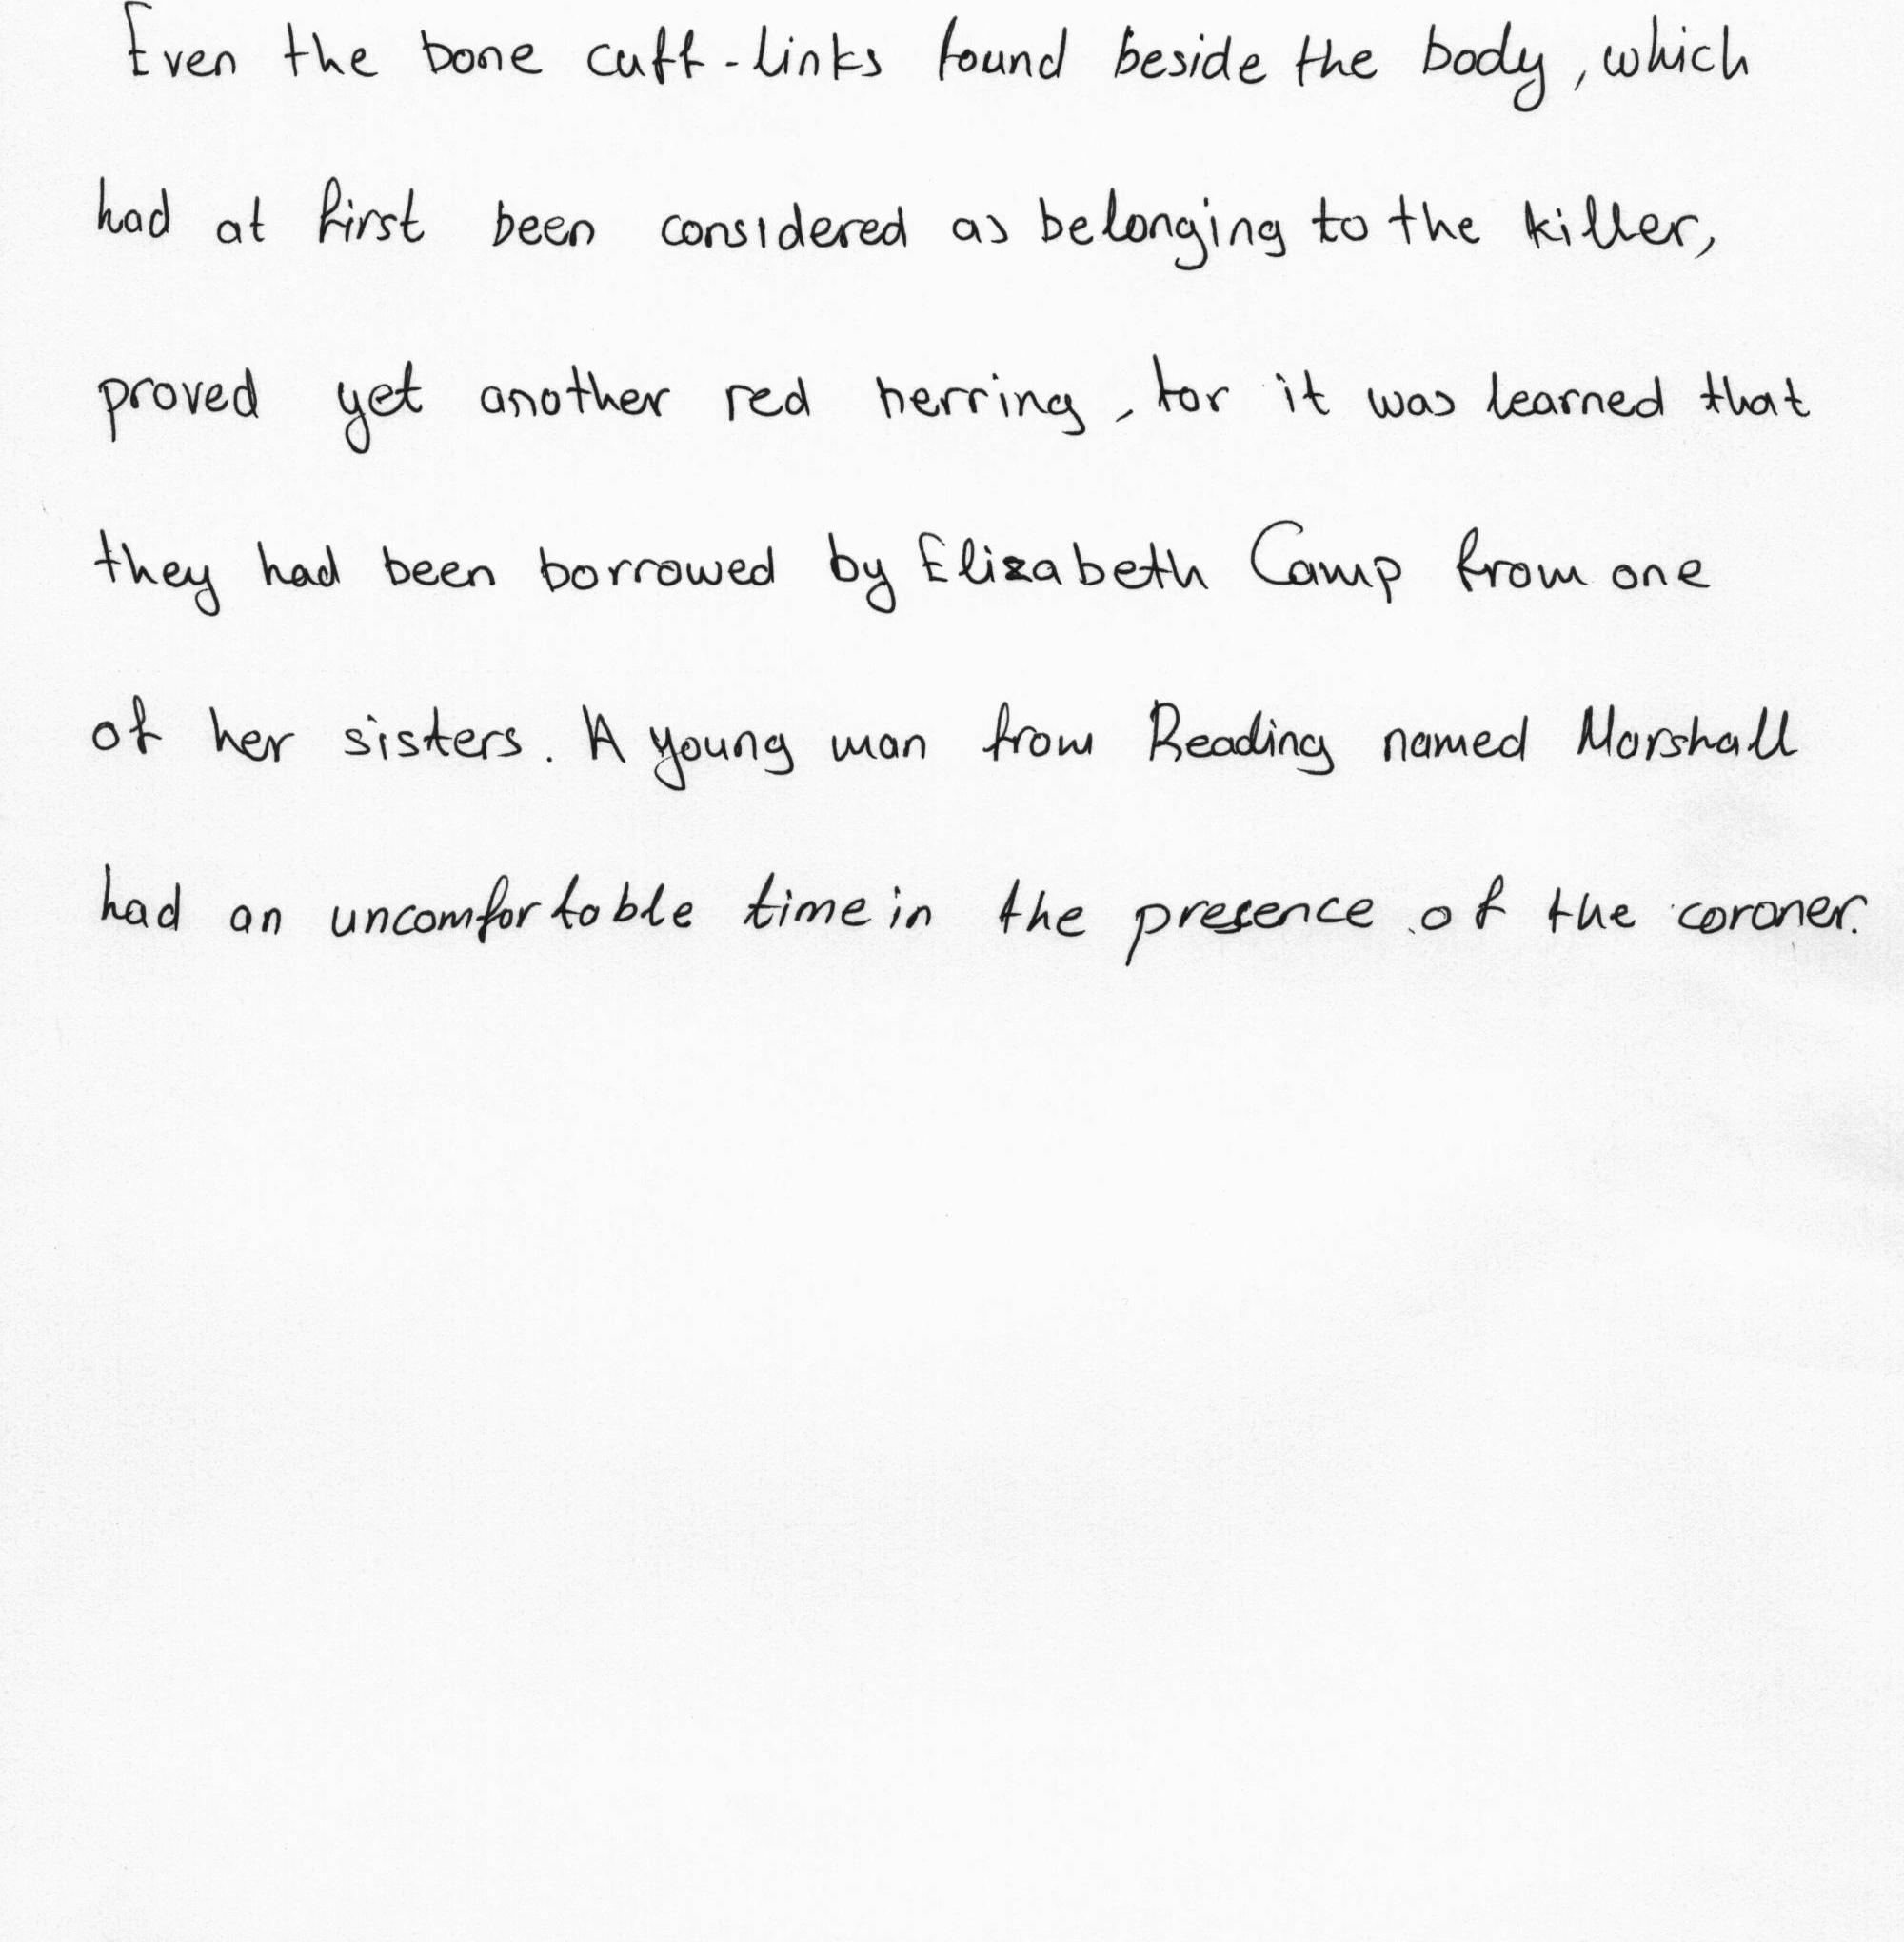 Even the bone cuff-links found beside the body, which
had at first been considered as belonging to the killer,
proved yet another red herring, for it was learned that
they had been borrowed by Elizabeth Camp from one
of her sisters. A young man from Reading named Marshall
had an uncomfortable time in the presence of the coroner.